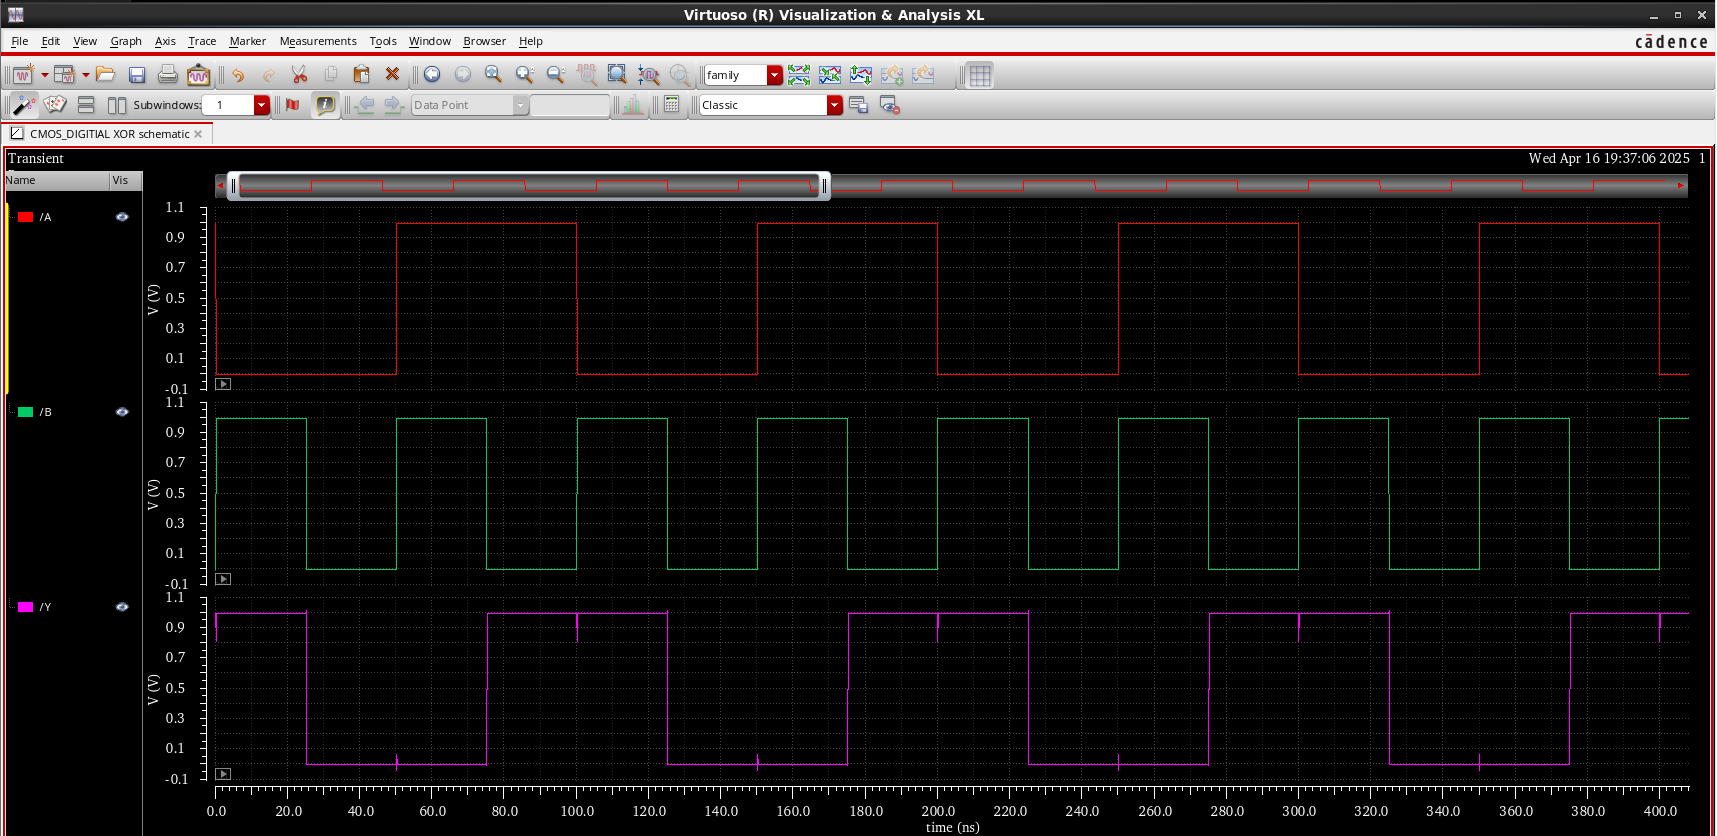 Virtuoso (R) Visualization & Analysis XL
File Edit View Graph Axis Trace Marker Measurements Tools Window Browser Help
cādence
family
Subwindows: 1
Data Point
Classic
CMOS_DIGITIAL XOR schematic
Transient
Wed Apr 16 19:37:06 2025 1
Name Vis
/A
1.1
0.9
0.7
0.5
0.3
0.1
-0.1
V (V)
/B
1.1
0.9
0.7
0.5
0.3
0.1
-0.1
V (V)
/Y
1.1
0.9
0.7
0.5
0.3
0.1
-0.1
V (V)
0.0 20.0 40.0 60.0 80.0 100.0 120.0 140.0 160.0 180.0 200.0 220.0 240.0 260.0 280.0 300.0 320.0 340.0 360.0 380.0 400.0
time (ns)